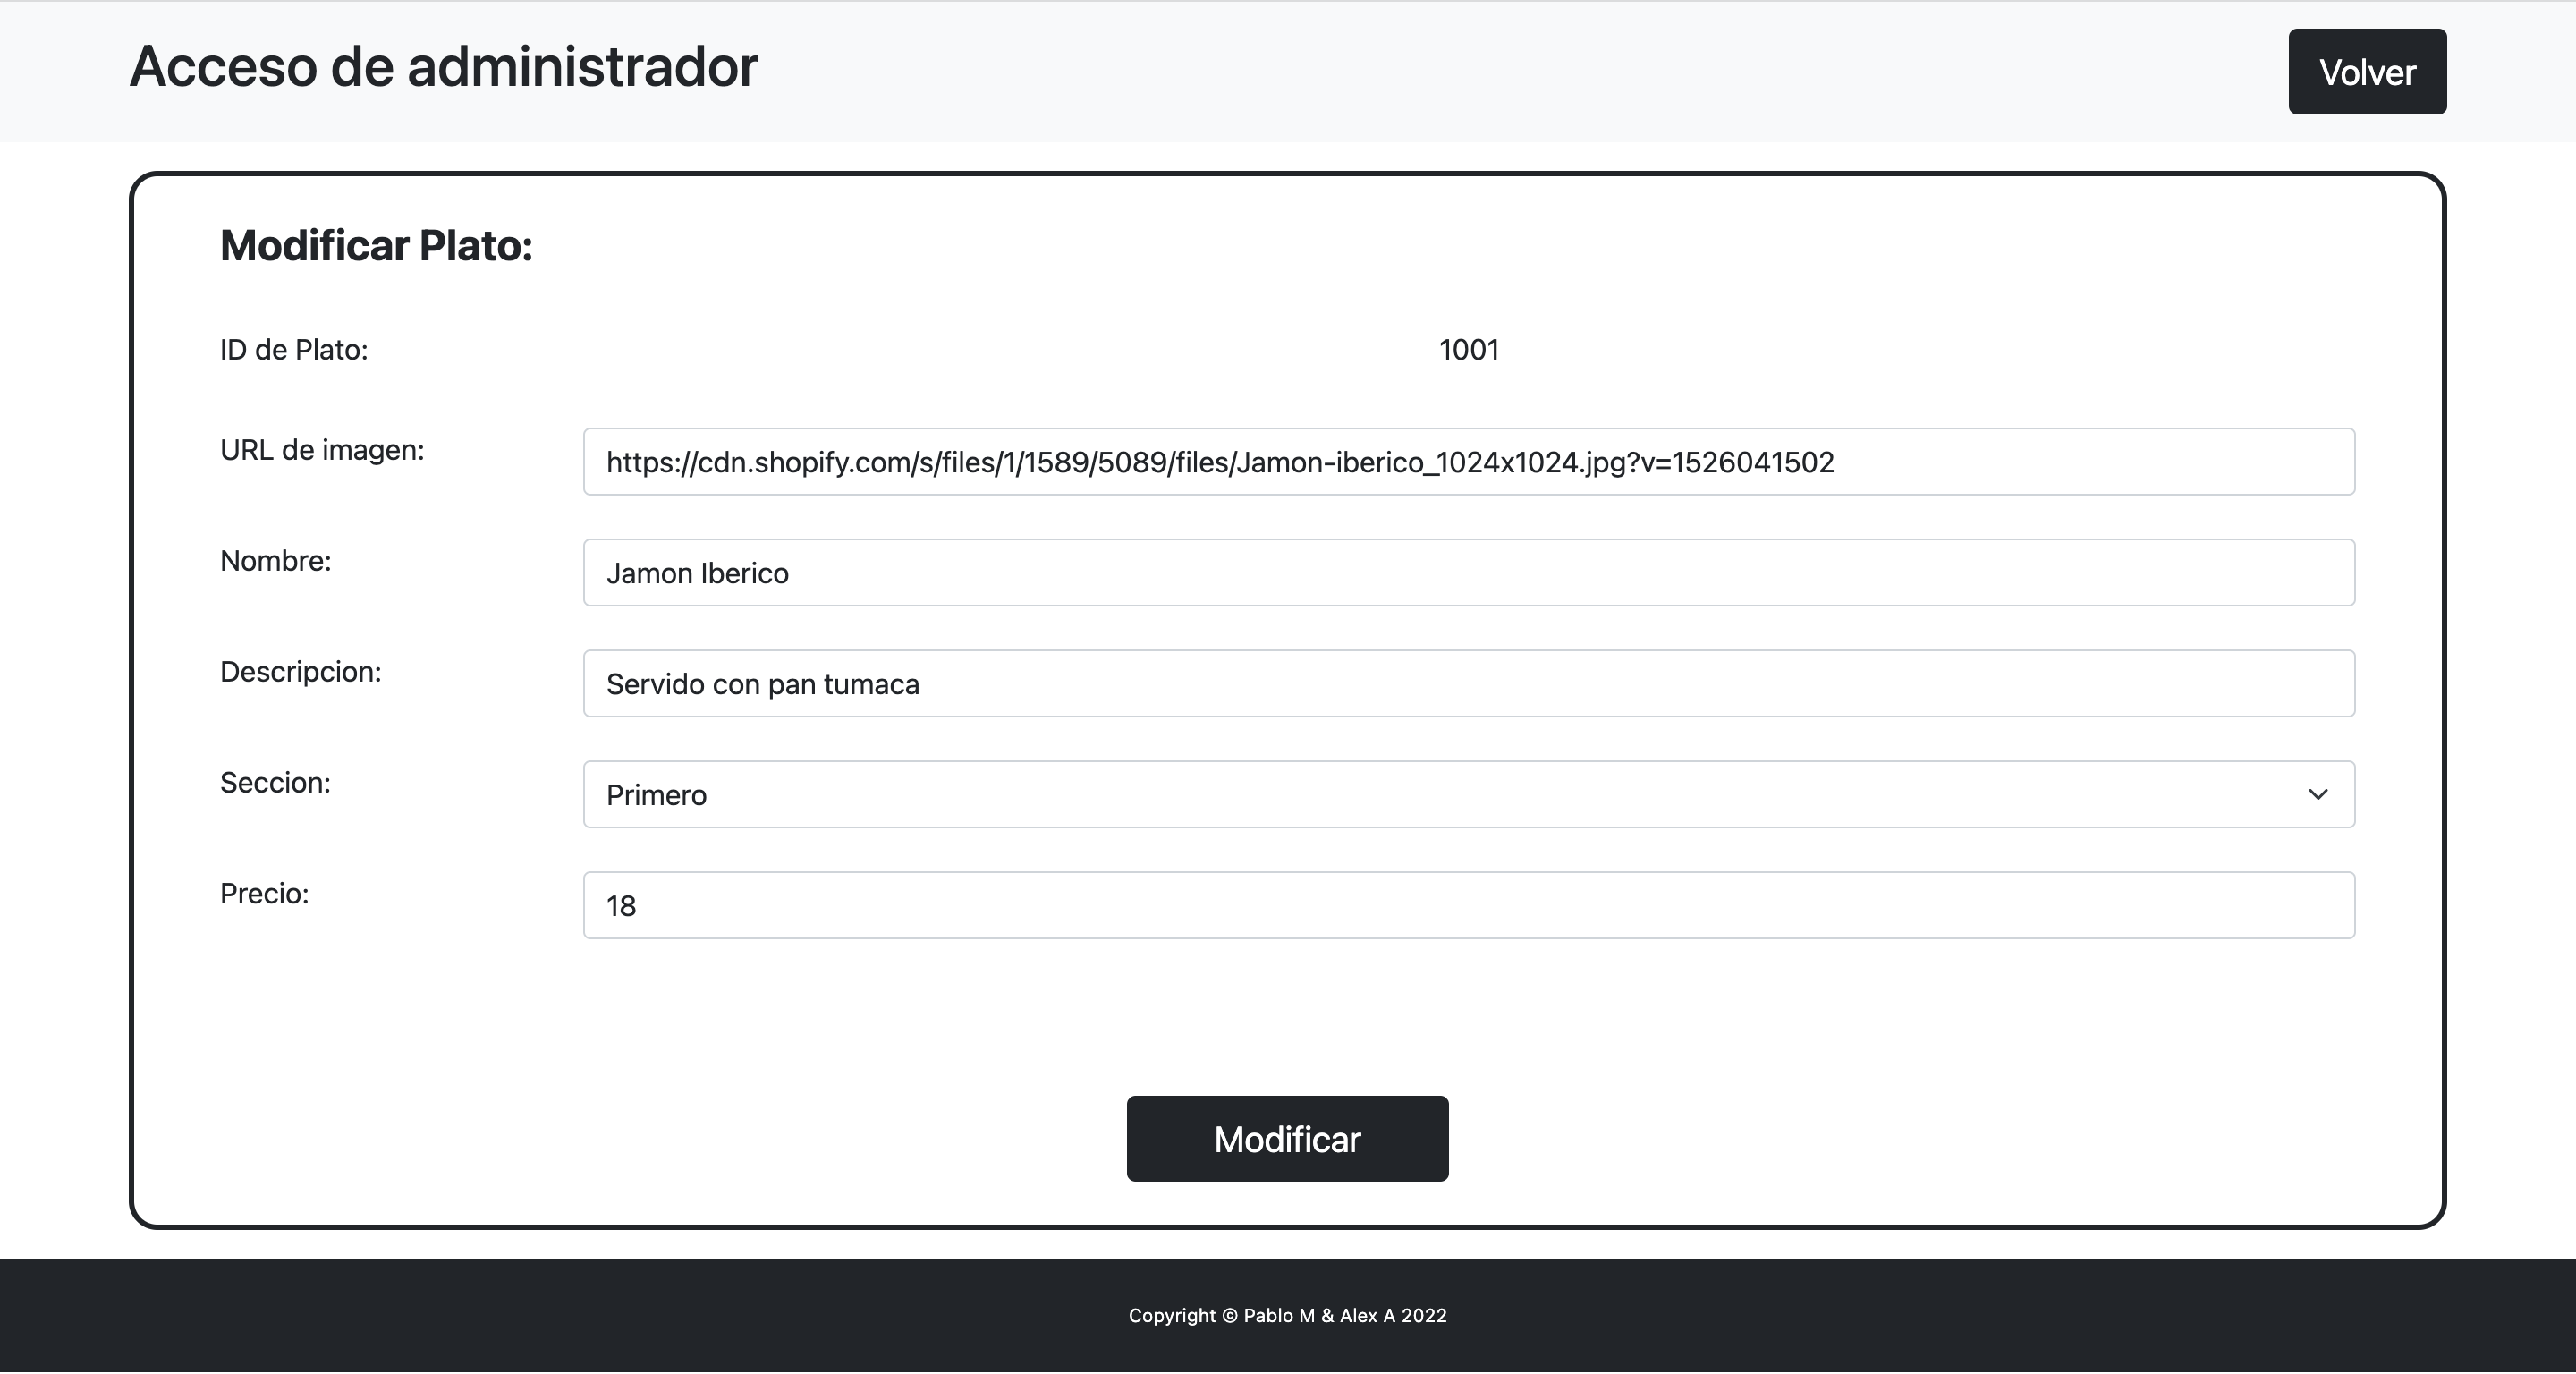 Acceso de administrador
Volver
Modificar Plato:
ID de Plato: 1001
URL de imagen: https://cdn.shopify.com/s/files/1/1589/5089/files/Jamon-iberico_1024x1024.jpg?v=1526041502
Nombre: Jamon Iberico
Descripcion: Servido con pan tumaca
Seccion: Primero
Precio: 18
Modificar
Copyright © Pablo M & Alex A 2022